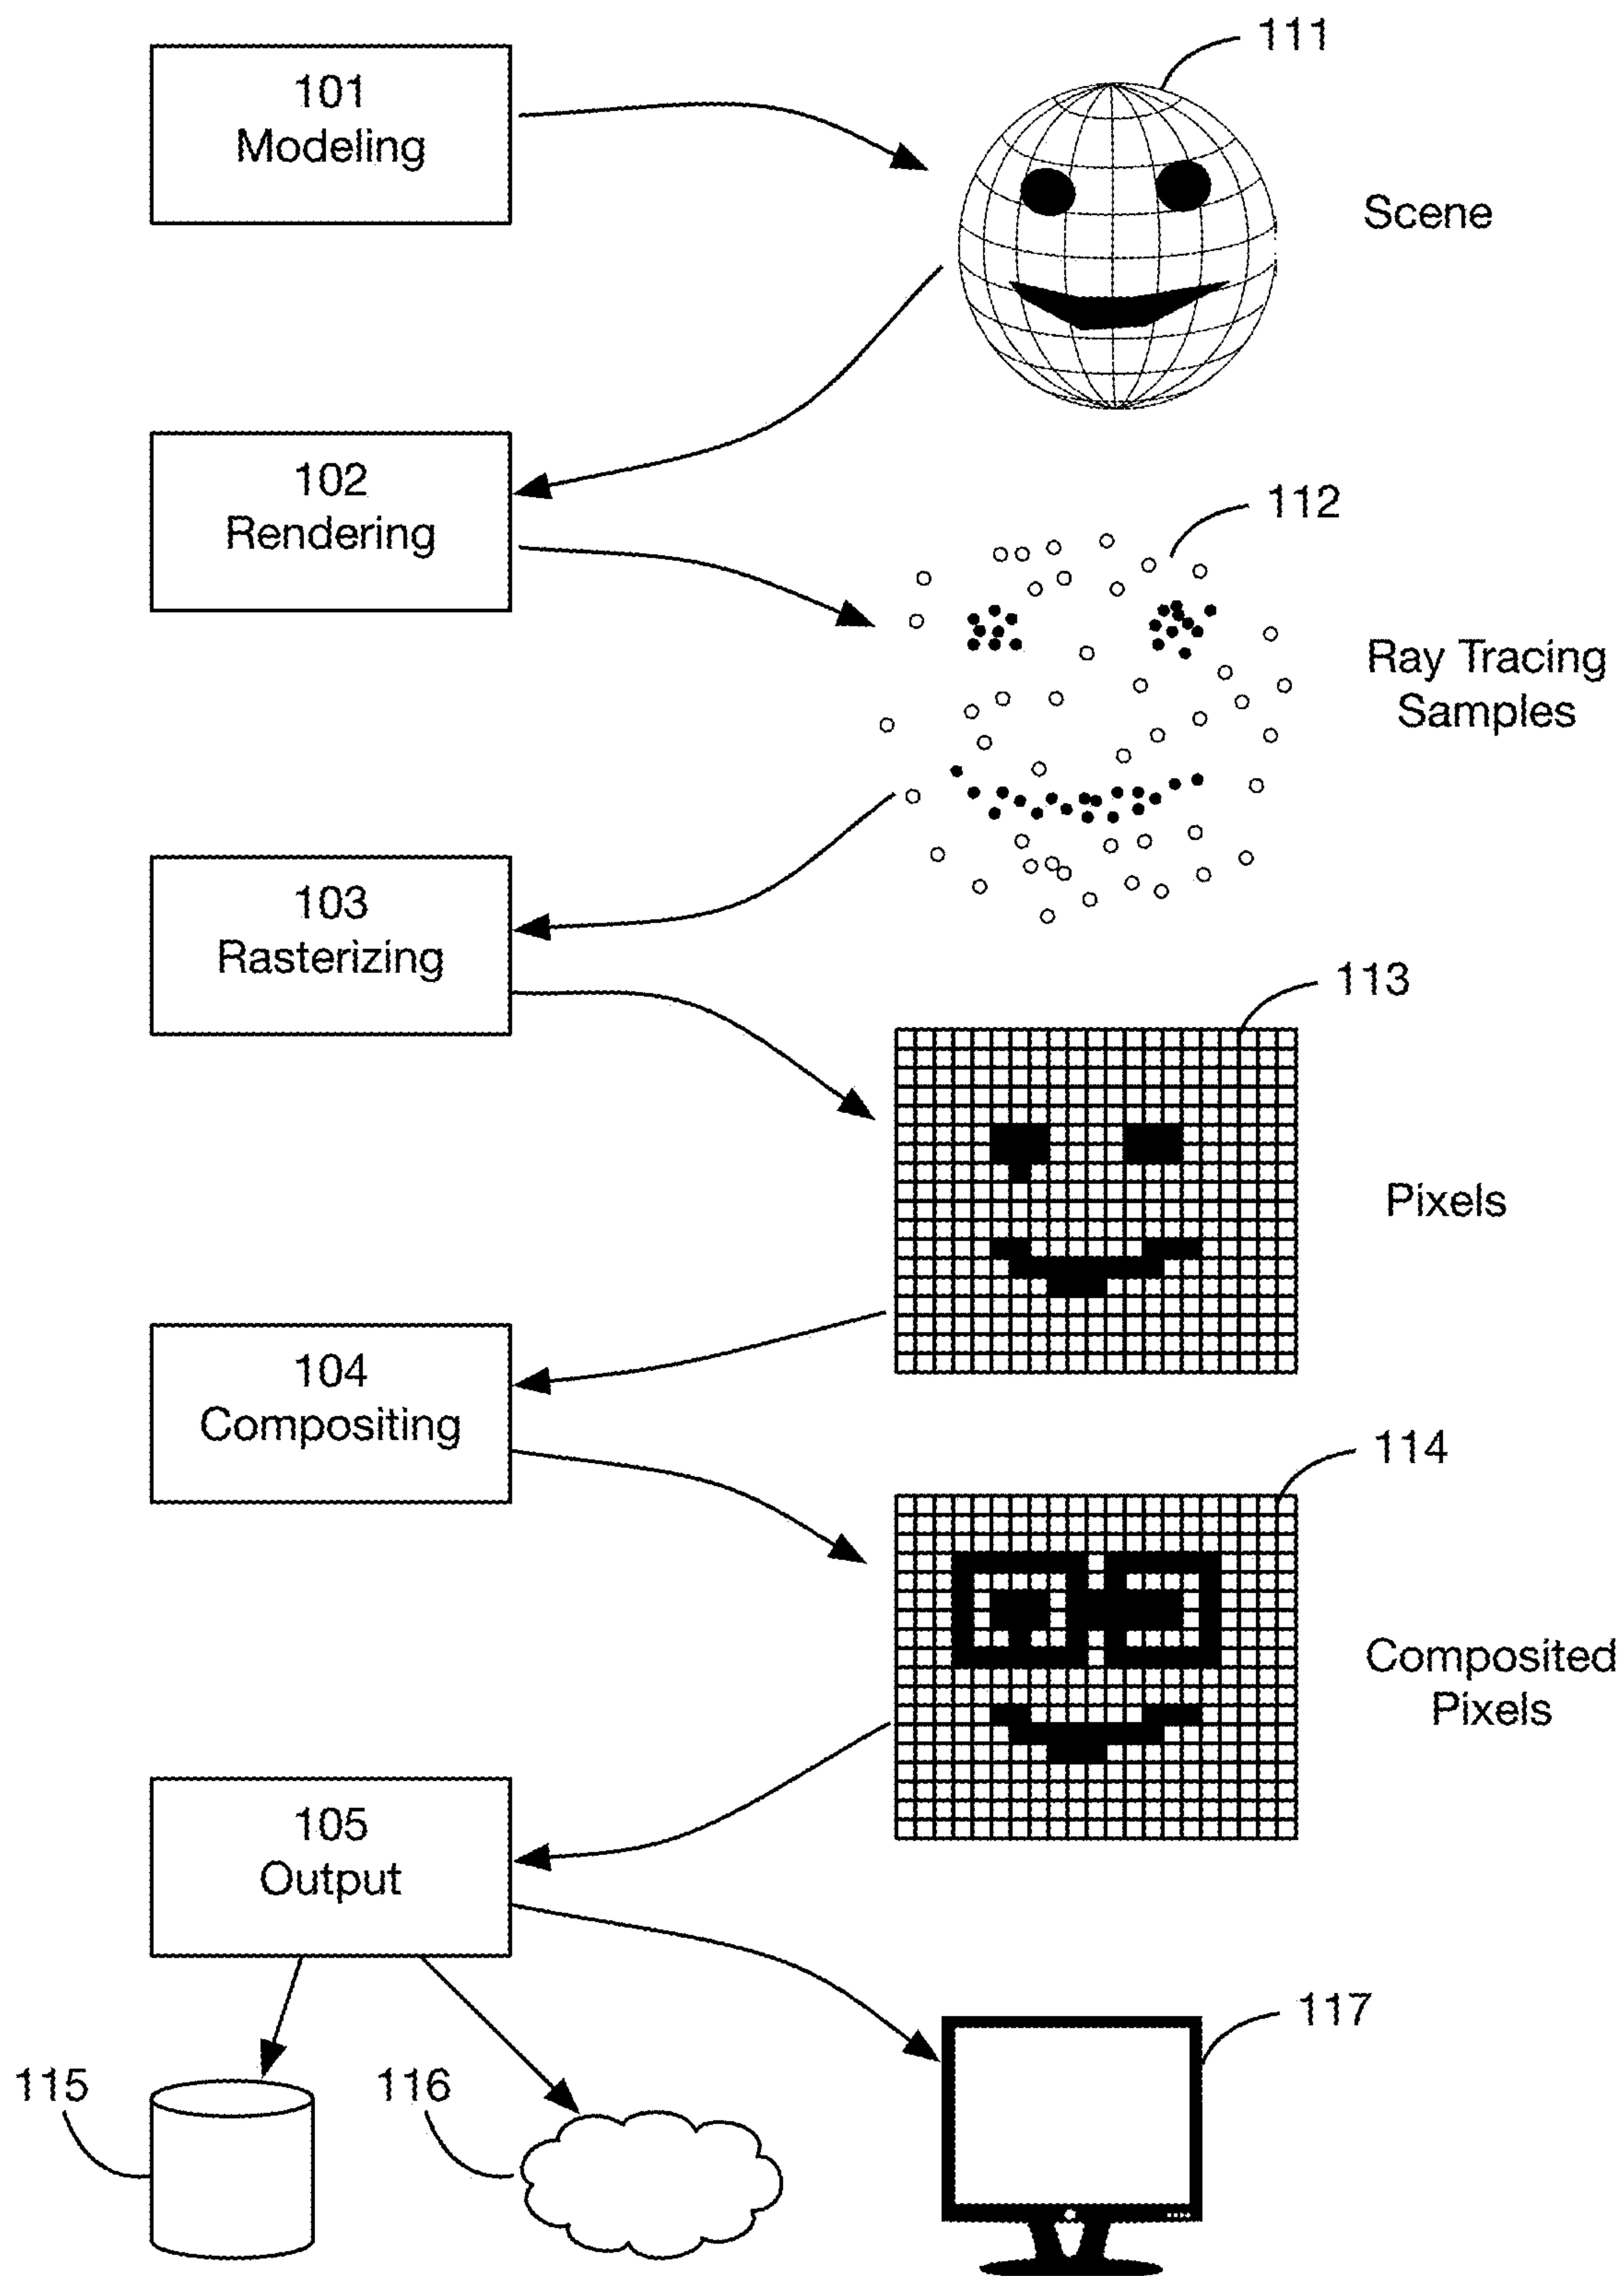 101
Modeling
111
Scene
102
Rendering
112
Ray Tracing
Samples
103
Rasterizing
113
Pixels
104
Compositing
114
Composited
Pixels
105
Output
115
116
117